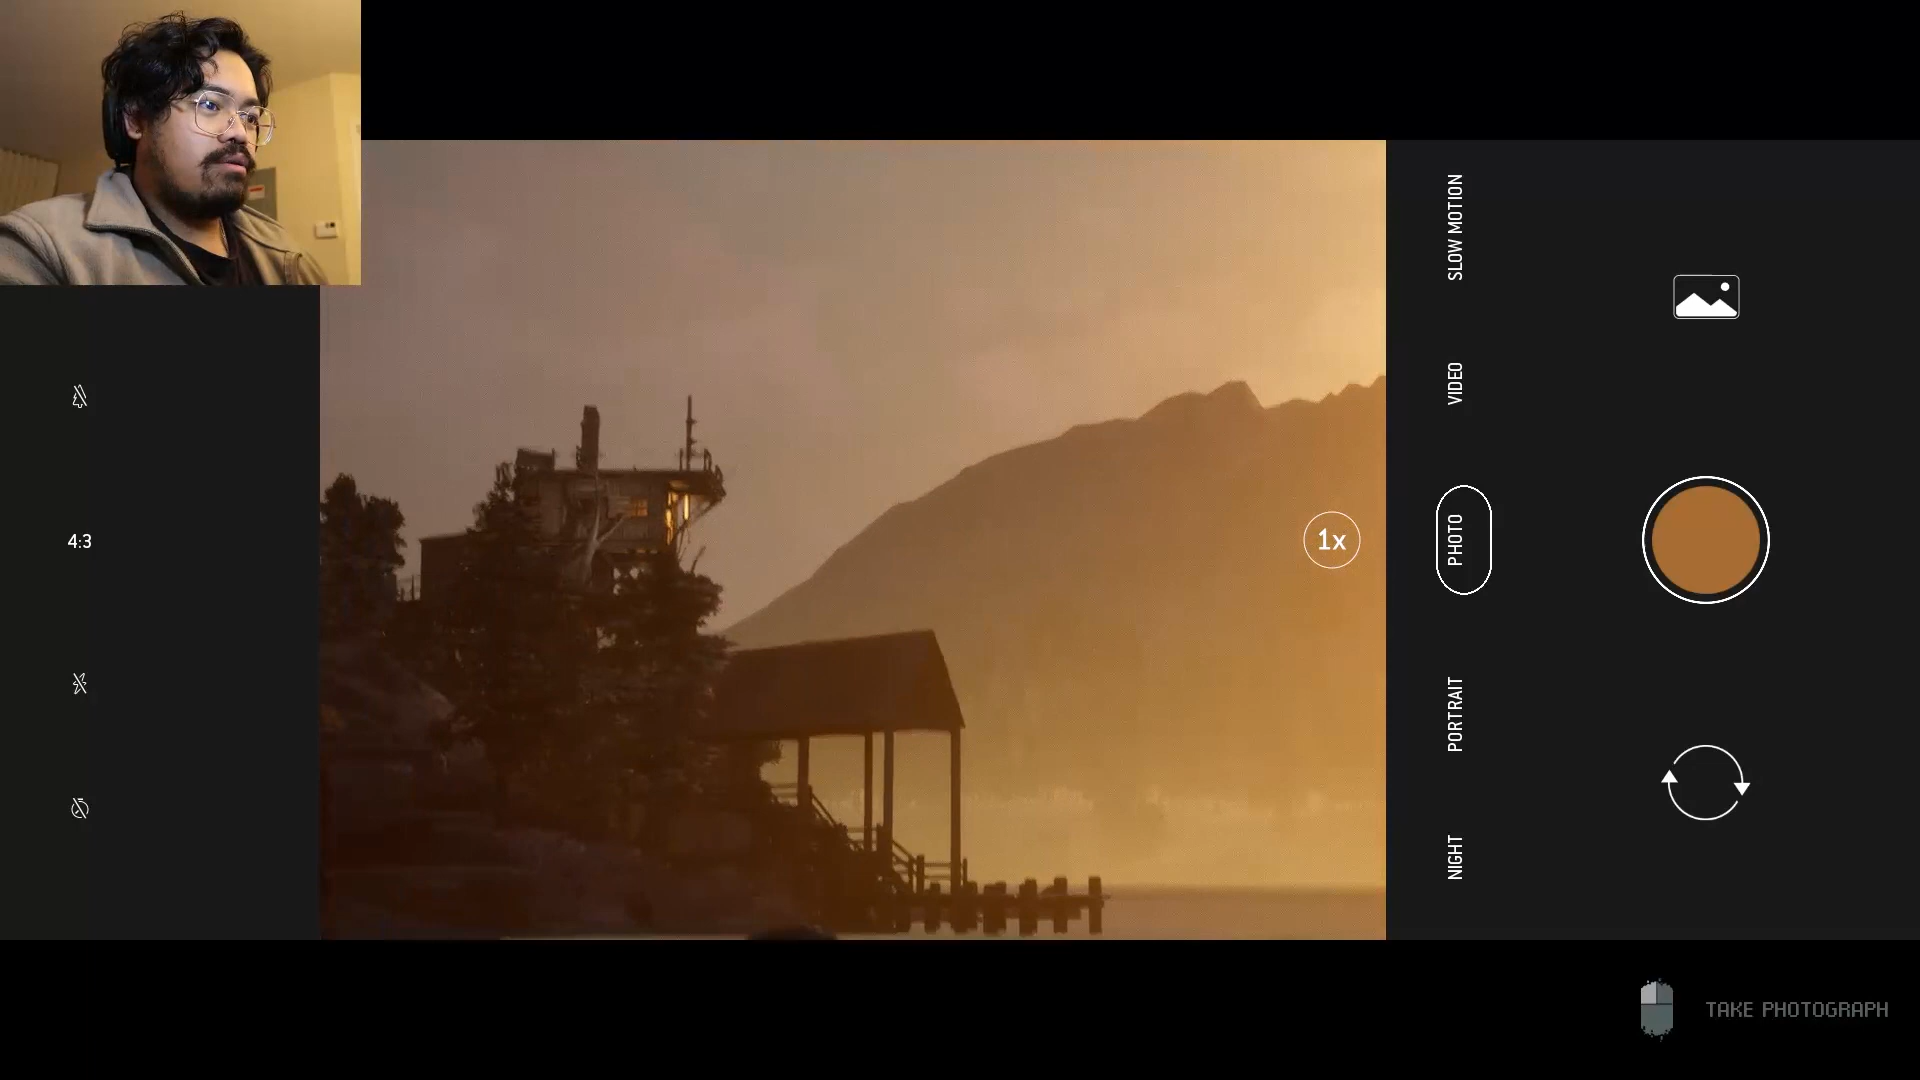 SLOW MOTION
VIDEO
4:3
1x
PHOTO
PORTRAIT
NIGHT
TAKE PHOTOGRAPH